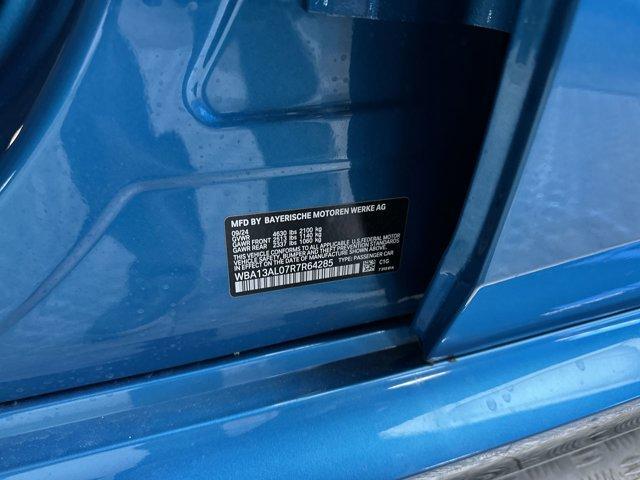 MFD BY BAYERISCHE MOTOREN WERKE AG
09/24
GVWR 4630 lbs 2100 kg
GAWR FRONT 2513 lbs 1140 kg
GAWR REAR 2337 lbs 1060 kg
THIS VEHICLE CONFORMS TO ALL APPLICABLE U.S. FEDERAL MOTOR
VEHICLE SAFETY, BUMPER, AND THEFT PREVENTION STANDARDS IN
EFFECT ON THE DATE OF MANUFACTURE SHOWN ABOVE.
WBA13AL07R7R64285 TYPE: PASSENGER CAR
C1G